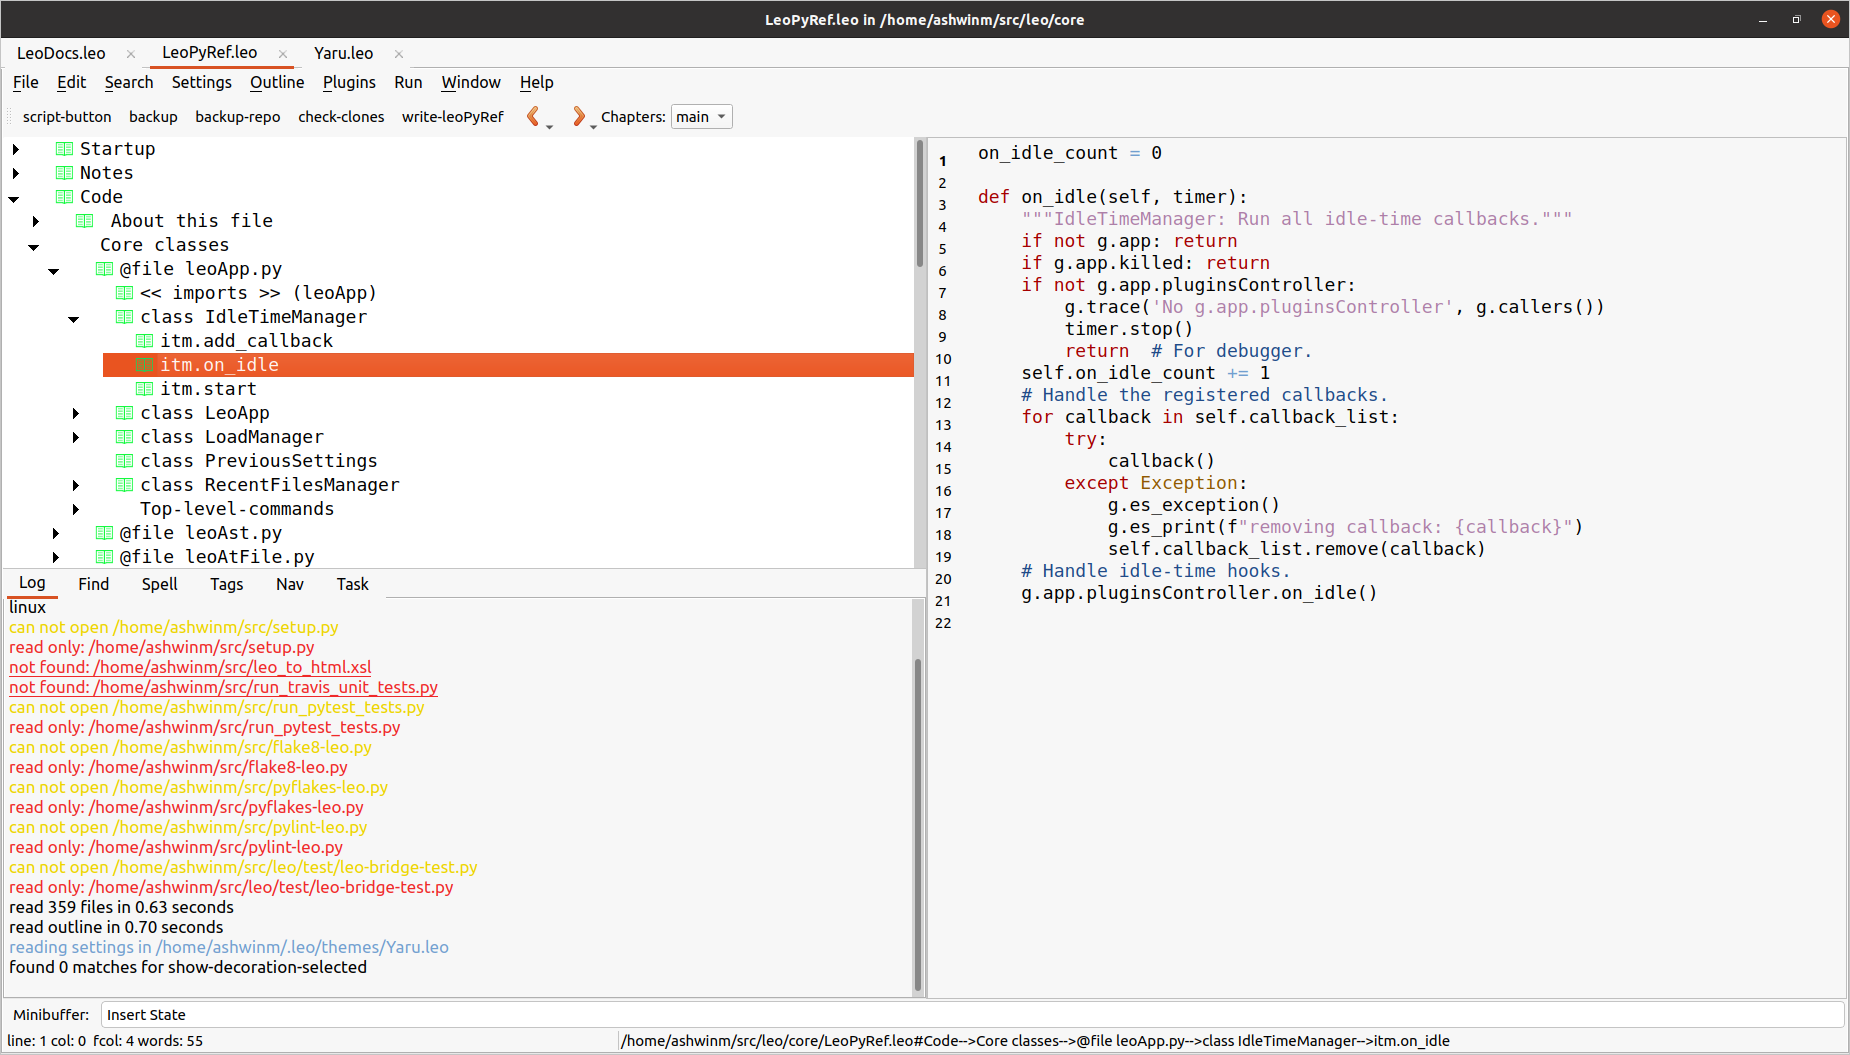 LeoPyRef.leo in /home/ashwinm/src/leo/core
LeoDocs.leo LeoPyRef.leo Yaru.leo
File Edit Search Settings Outline Plugins Run Window Help
script-button backup backup-repo check-clones write-leoPyRef Chapters: main
Startup
Notes
Code
About this file
Core classes
@file leoApp.py
<< imports >> (leoApp)
class IdleTimeManager
itm.add_callback
itm.on_idle
itm.start
class LeoApp
class LoadManager
class PreviousSettings
class RecentFilesManager
Top-level-commands
@file leoAst.py
@file leoAtFile.py
Log Find Spell Tags Nav Task
linux
can not open /home/ashwinm/src/setup.py
read only: /home/ashwinm/src/setup.py
not found: /home/ashwinm/src/leo_to_html.xsl
not found: /home/ashwinm/src/run_travis_unit_tests.py
can not open /home/ashwinm/src/run_pytest_tests.py
read only: /home/ashwinm/src/run_pytest_tests.py
can not open /home/ashwinm/src/flake8-leo.py
read only: /home/ashwinm/src/flake8-leo.py
can not open /home/ashwinm/src/pyflakes-leo.py
read only: /home/ashwinm/src/pyflakes-leo.py
can not open /home/ashwinm/src/pylint-leo.py
read only: /home/ashwinm/src/pylint-leo.py
can not open /home/ashwinm/src/leo/test/leo-bridge-test.py
read only: /home/ashwinm/src/leo/test/leo-bridge-test.py
read 359 files in 0.63 seconds
read outline in 0.70 seconds
reading settings in /home/ashwinm/.leo/themes/Yaru.leo
found 0 matches for show-decoration-selected
1 on_idle_count = 0
2
3 def on_idle(self, timer):
4 """IdleTimeManager: Run all idle-time callbacks."""
5 if not g.app: return
6 if g.app.killed: return
7 if not g.app.pluginsController:
8 g.trace('No g.app.pluginsController', g.callers())
9 timer.stop()
10 return # For debugger.
11 self.on_idle_count += 1
12 # Handle the registered callbacks.
13 for callback in self.callback_list:
14 try:
15 callback()
16 except Exception:
17 g.es_exception()
18 g.es_print(f"removing callback: {callback}")
19 self.callback_list.remove(callback)
20 # Handle idle-time hooks.
21 g.app.pluginsController.on_idle()
22
Minibuffer: Insert State
line: 1 col: 0 fcol: 4 words: 55 /home/ashwinm/src/leo/core/LeoPyRef.leo#Code-->Core classes-->@file leoApp.py-->class IdleTimeManager-->itm.on_idle